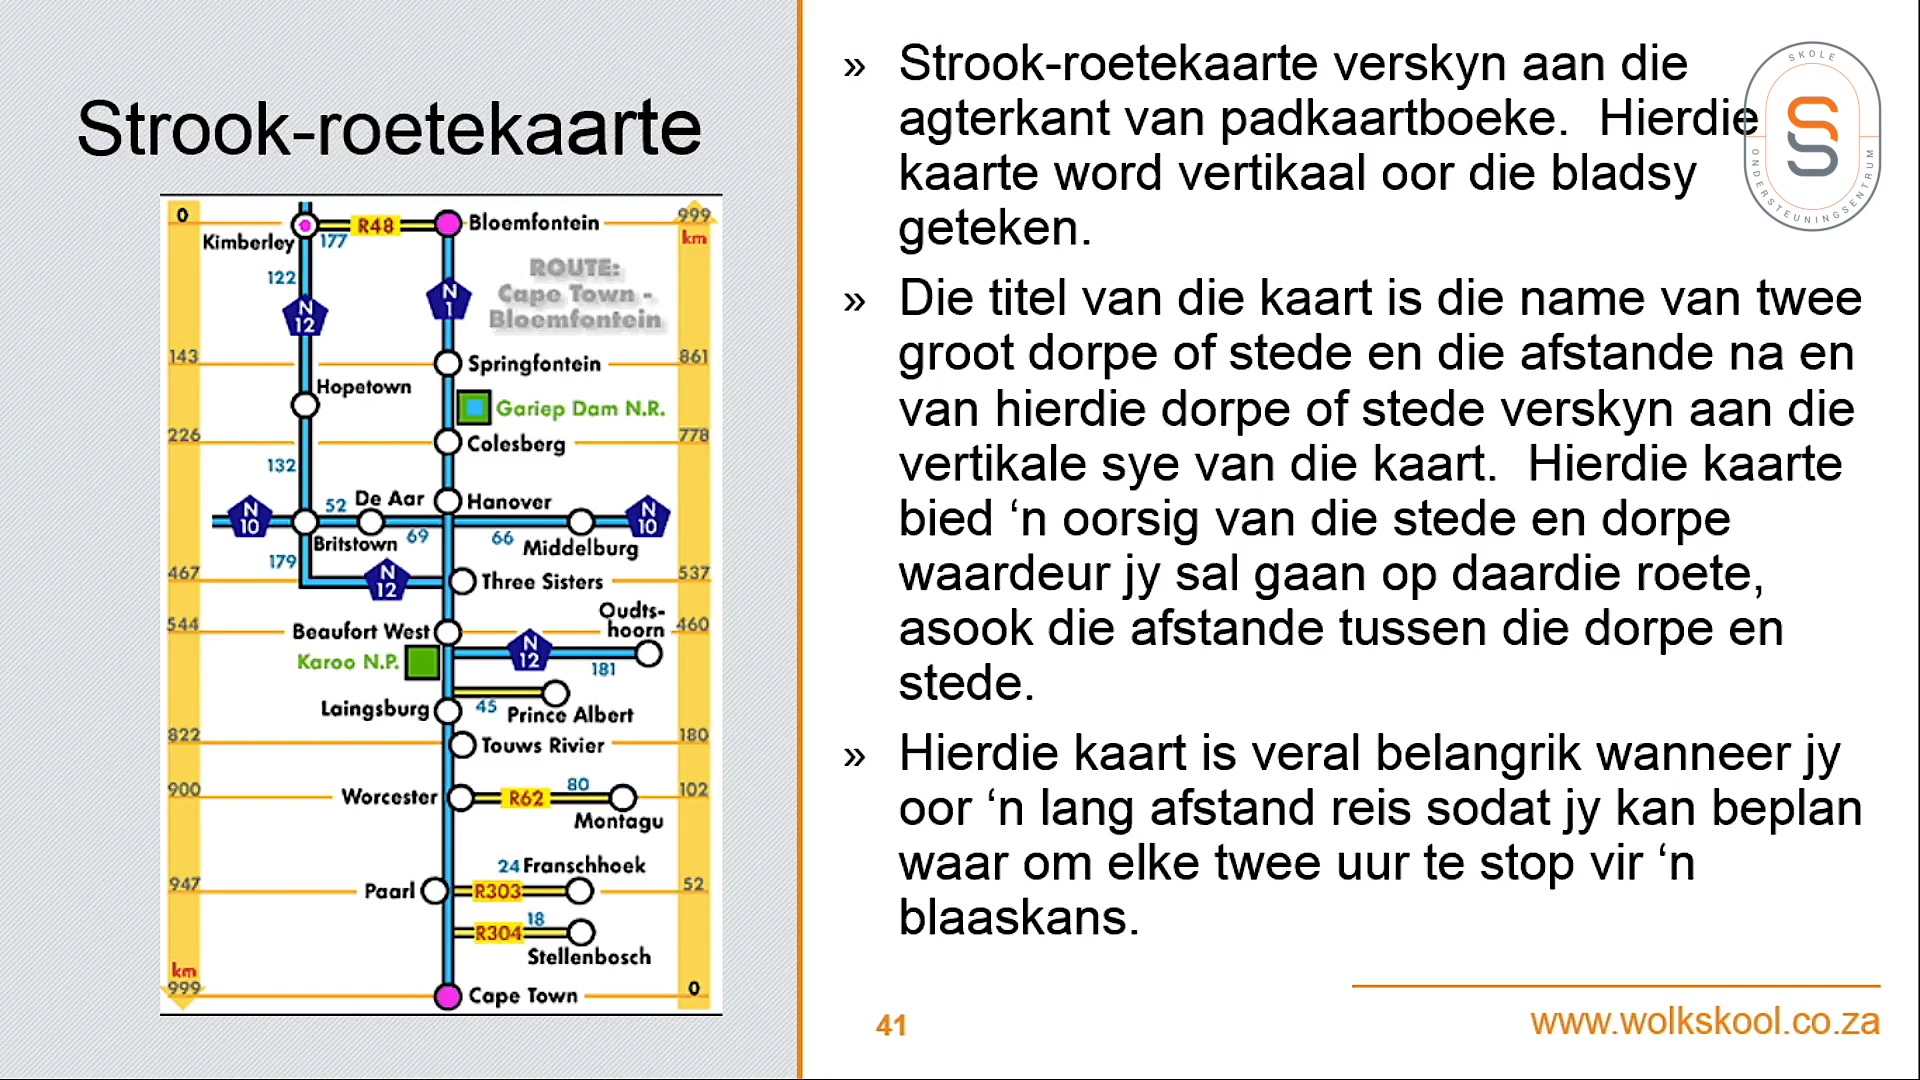 Strook-roetekaarte
0
Kimberley
R48
177
Bloemfontein
999
km
122
ROUTE:
Cape Town -
Bloemfontein
N
12
N
1
143
Springfontein
861
Hopetown
Gariep Dam N.R.
226
Colesberg
778
132
52
De Aar
Hanover
N
10
N
10
Britstown
69
66
Middelburg
179
467
N
12
Three Sisters
537
Oudts-
hoorn
544
Beaufort West
460
Karoo N.P.
N
12
181
Laingsburg
45
Prince Albert
822
Touws Rivier
180
900
Worcester
R62
80
102
Montagu
24
Franschhoek
947
Paarl
R303
52
18
R304
Stellenbosch
km
999
Cape Town
0
» Strook-roetekaarte verskyn aan die
agterkant van padkaartboeke. Hierdie
kaarte word vertikaal oor die bladsy
geteken.
» Die titel van die kaart is die name van twee
groot dorpe of stede en die afstande na en
van hierdie dorpe of stede verskyn aan die
vertikale sye van die kaart. Hierdie kaarte
bied ‘n oorsig van die stede en dorpe
waardeur jy sal gaan op daardie roete,
asook die afstande tussen die dorpe en
stede.
» Hierdie kaart is veral belangrik wanneer jy
oor ‘n lang afstand reis sodat jy kan beplan
waar om elke twee uur te stop vir ‘n
blaaskans.
SKOLE
SS
ONDERSTEUNINGSENTRUM
41
www.wolkskool.co.za